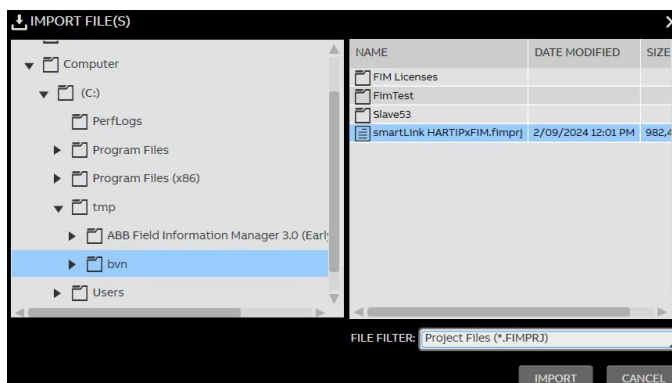 IMPORT FILE(S)
Computer
(C:)
PerfLogs
Program Files
Program Files (x86)
tmp
ABB Field Information Manager 3.0 (Earl
bvn
Users
NAME DATE MODIFIED SIZE
FIM Licenses
FimTest
Slave53
smartLink HARTIPxFIM.fimprj 2/09/2024 12:01 PM 982,4
FILE FILTER: Project Files (*.FIMPRJ)
IMPORT CANCEL